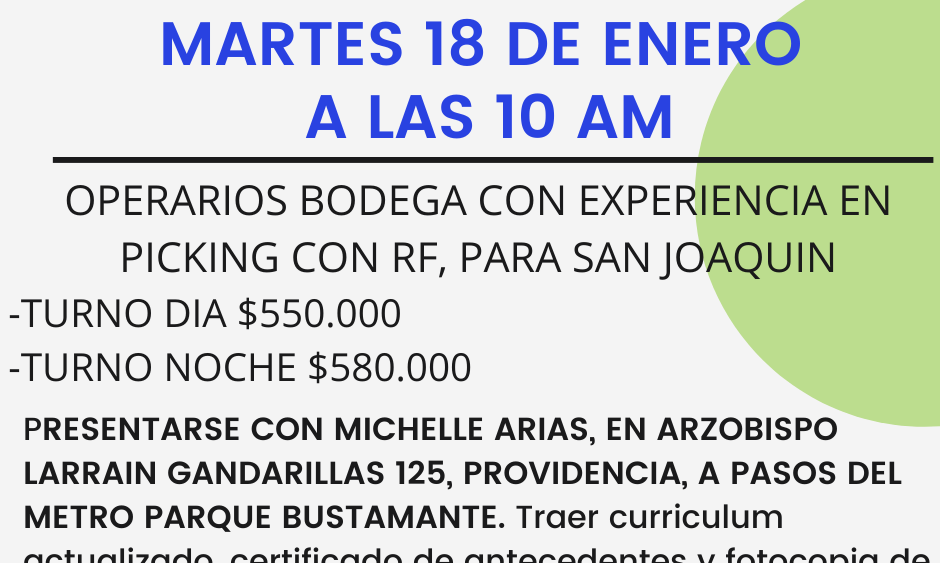 MARTES 18 DE ENERO
A LAS 10 AM
OPERARIOS BODEGA CON EXPERIENCIA EN
PICKING CON RF, PARA SAN JOAQUIN
-TURNO DIA $550.000
-TURNO NOCHE $580.000
PRESENTARSE CON MICHELLE ARIAS, EN ARZOBISPO
LARRAIN GANDARILLAS 125, PROVIDENCIA, A PASOS DEL
METRO PARQUE BUSTAMANTE. Traer curriculum
actualizado, certificado de antecedentes y fotocopia de